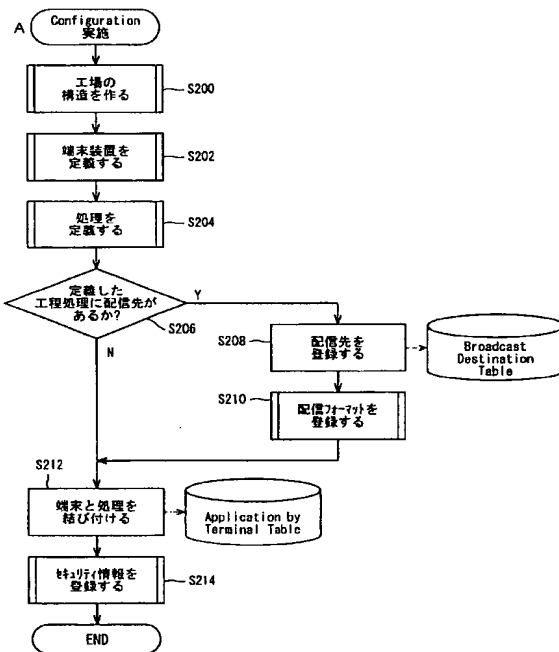 A
Configuration
実施
工場の
構造を作る
S200
端末装置を
定義する
S202
処理を
定義する
S204
定義した
工程処理に配信先が
あるか?
Y
S206
N
S208
配信先を
登録する
Broadcast
Destination
Table
S210
配信フォーマットを
登録する
S212
端末と処理を
結び付ける
Application by
Terminal Table
セキュリティ情報を
登録する
S214
END